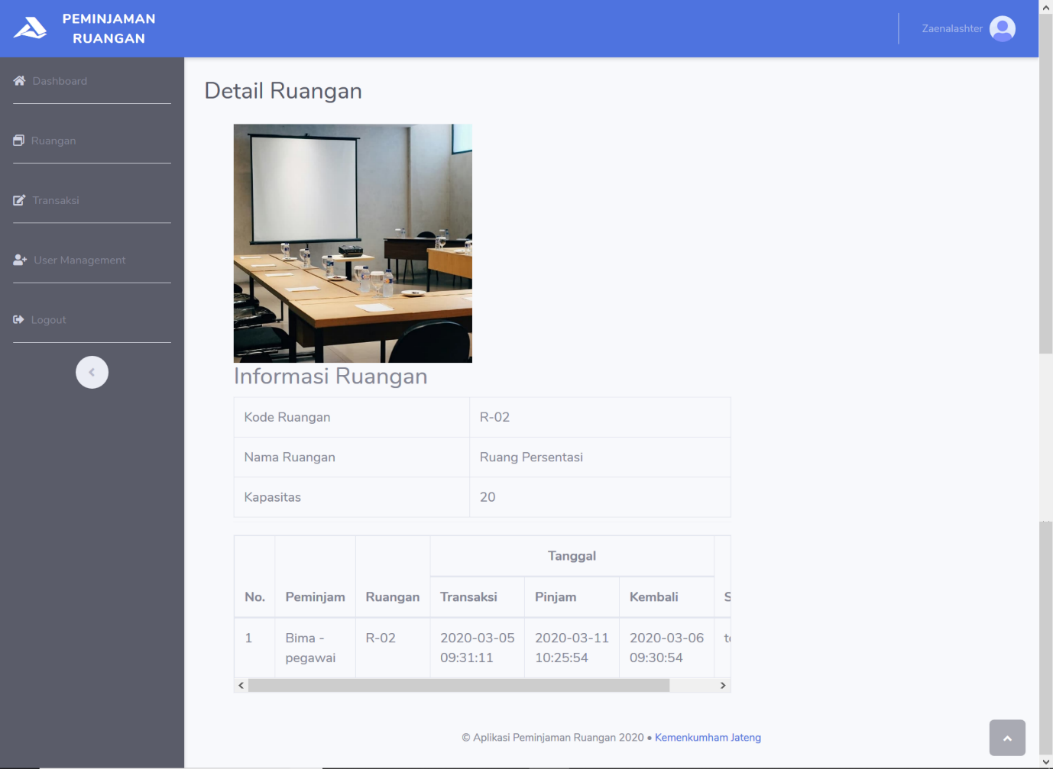 PEMINJAMAN
RUANGAN
Zaenalashter
Dashboard
Ruangan
Transaksi
User Management
Logout
Detail Ruangan
Informasi Ruangan
Kode Ruangan R-02
Nama Ruangan Ruang Persentasi
Kapasitas 20
Tanggal
No. Peminjam Ruangan Transaksi Pinjam Kembali
1 Bima - R-02 2020-03-05 2020-03-11 2020-03-06
pegawai 09:31:11 10:25:54 09:30:54
© Aplikasi Peminjaman Ruangan 2020 • Kemenkumham Jateng